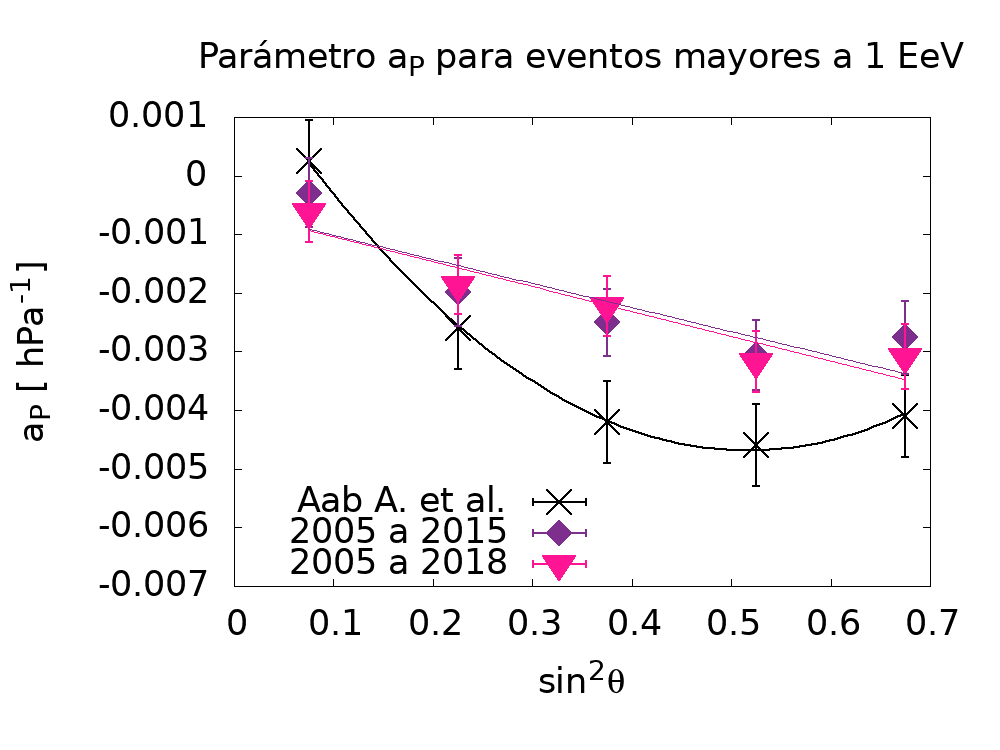 Parámetro aP para eventos mayores a 1 EeV
0.001
0
-0.001
-0.002
-0.003
-0.004
-0.005
-0.006
-0.007
aP [ hPa-1]
Aab A. et al.
2005 a 2015
2005 a 2018
0 0.1 0.2 0.3 0.4 0.5 0.6 0.7
sin2θ